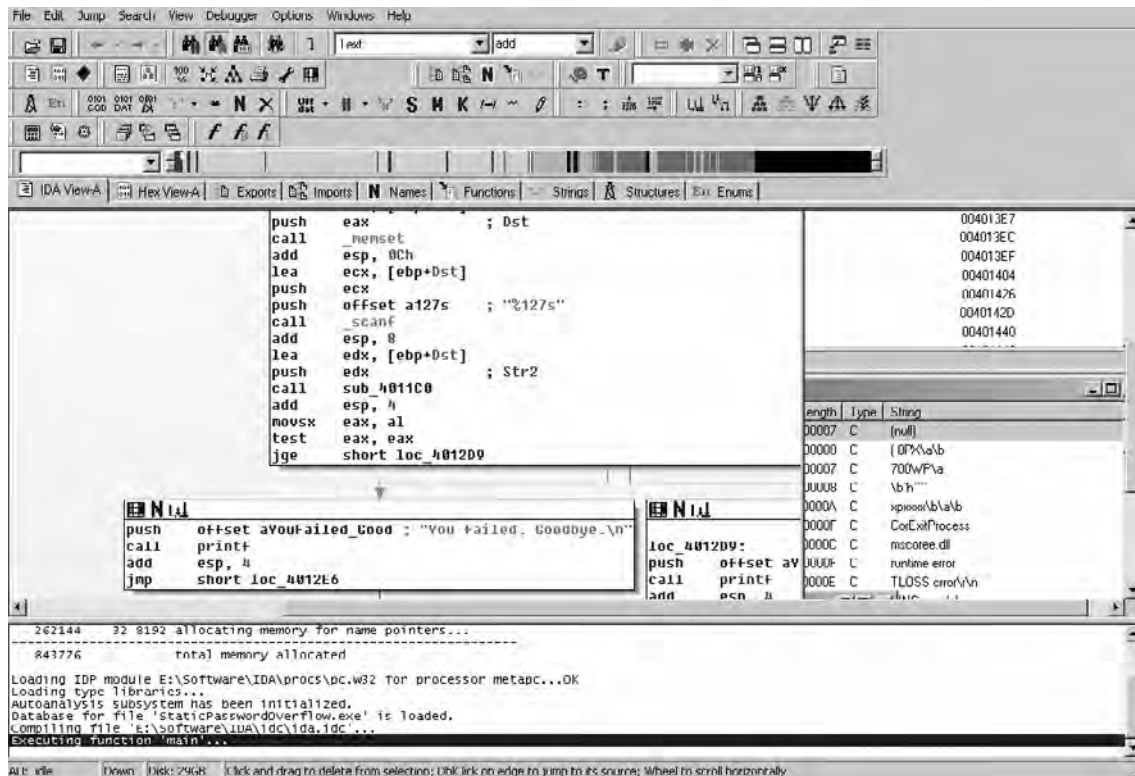 File Edit Jump Search View Debugger Options Windows Help
Text add
IDA View-A Hex View-A Exports Imports N Names Functions Strings Structures En Enums
push eax ; Dst
call _memset
add esp, 0Ch
lea ecx, [ebp+Dst]
push ecx
push offset a127s ; "%127s"
call _scanf
add esp, 8
lea edx, [ebp+Dst]
push edx ; Str2
call sub_4011C0
add esp, 4
movsx eax, al
test eax, eax
jge short loc_4012D9
push offset aYouFailed_Good ; "You Failed. Goodbye.\n"
call printf
add esp, 4
jmp short loc_4012E6
loc_4012D9:
push offset aY
call printf
add esp, 4
004013E7
004013EC
004013EF
00401404
00401426
0040142D
00401440
ength Type String
00007 C (null)
C
00007 C 700WP\a
00008 C
0000A C xpxxxx\b\a\b
0000F C CorExitProcess
0000C C mscoree.dll
0000F C runtime error
0000E C TLOSS error\r\n
262144 32 8192 allocating memory for name pointers...
843776 total memory allocated
Loading IDP module E:\Software\IDA\procs\pc.w32 for processor metapc...OK
Loading type libraries...
Autoanalysis subsystem has been initialized.
Database for file 'StaticPasswordOverflow.exe' is loaded.
Compiling file 'E:\Software\IDA\idc\ida.idc'...
Executing function 'main'...
AU: idle Down Disk: 29GB Click and drag to delete from selection; DblClick on edge to jump to its source; Wheel to scroll horizontally